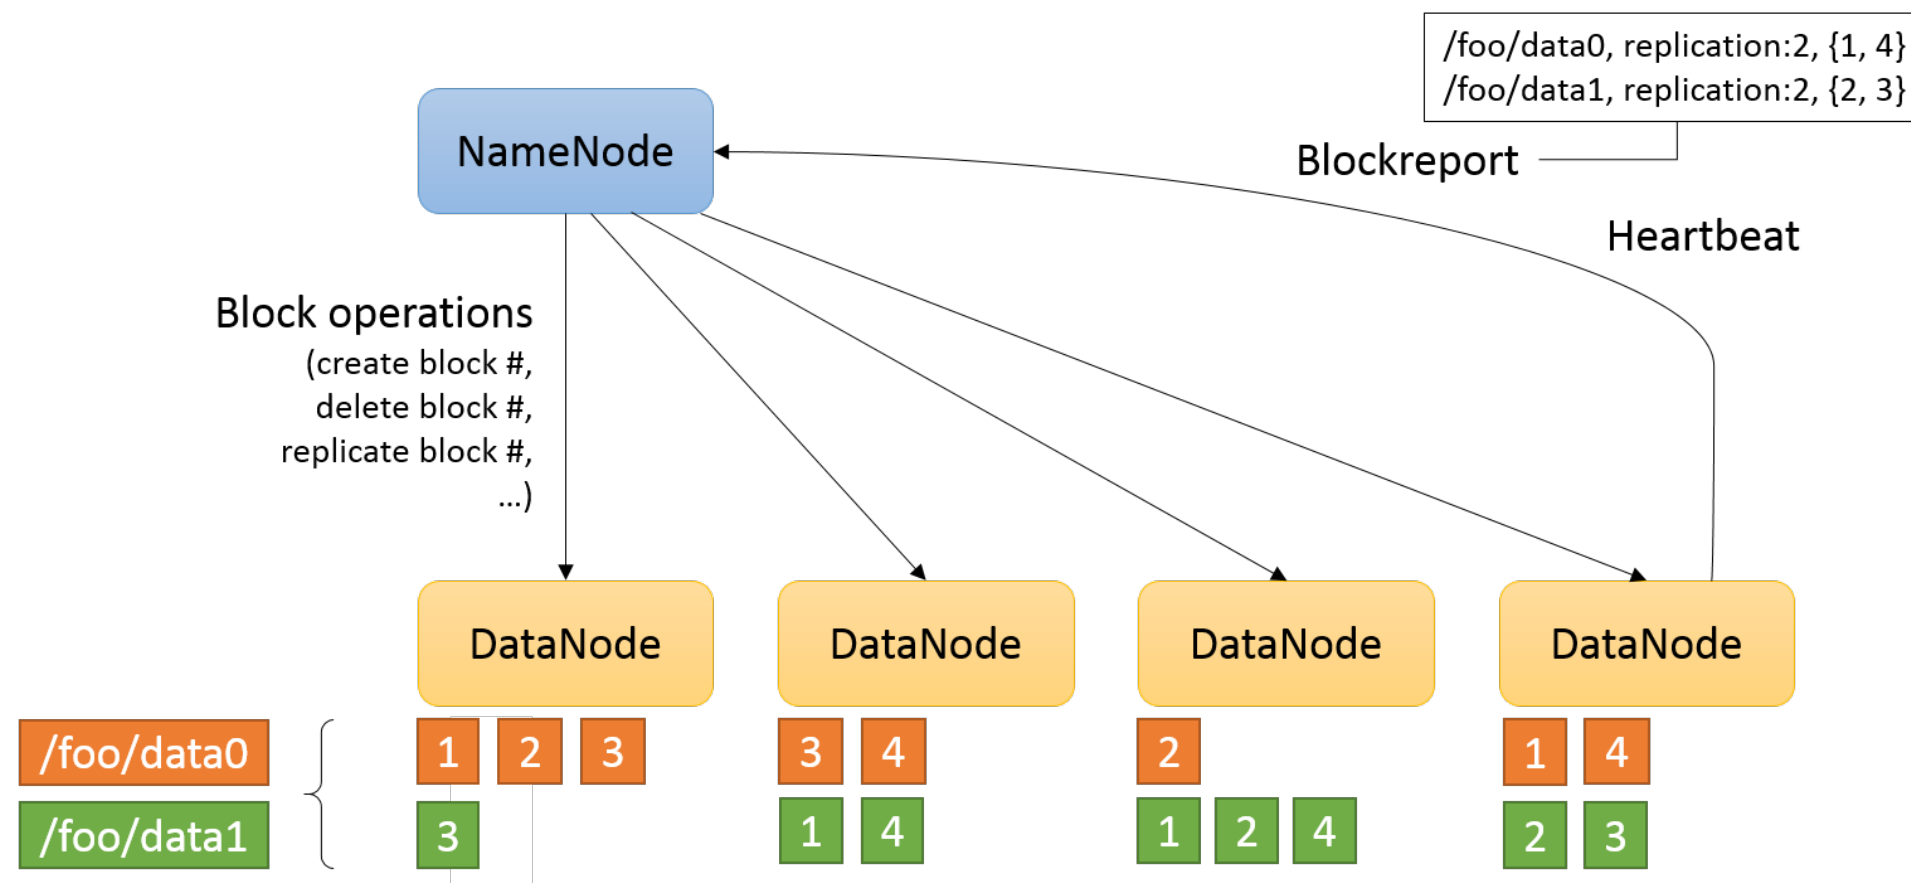 /foo/data0, replication:2, {1, 4}
/foo/data1, replication:2, {2, 3}
NameNode
Blockreport
Heartbeat
Block operations
(create block #,
delete block #,
replicate block #,
...)
DataNode
DataNode
DataNode
DataNode
/foo/data0
1 2 3
3 4
2
1 4
/foo/data1
3
1 4
1 2 4
2 3